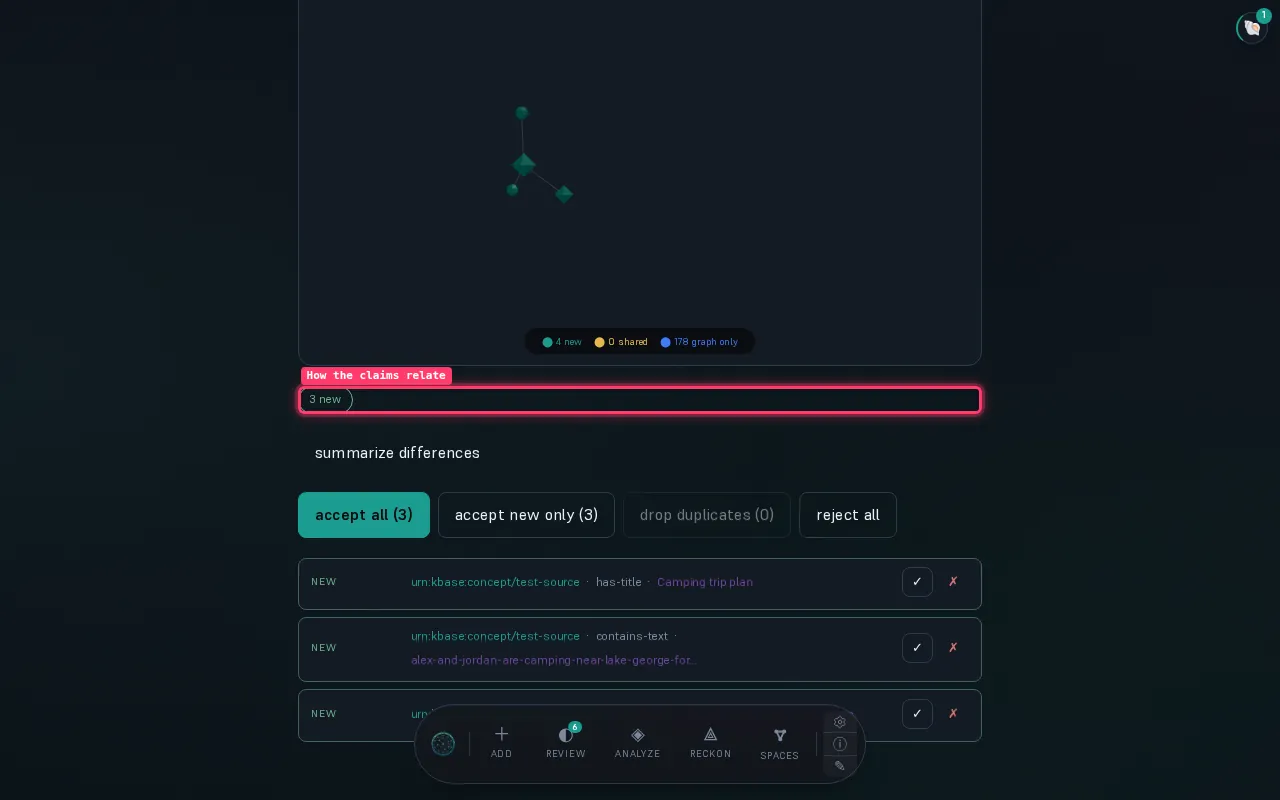 1
4 new 0 shared 178 graph only
How the claims relate
3 new
summarize differences
accept all (3) accept new only (3) drop duplicates (0) reject all
NEW urn:kbase:concept/test-source · has-title · Camping trip plan ✓ ✗
urn:kbase:concept/test-source · contains-text ·
NEW ✓ ✗
alex-and-jordan-are-camping-near-lake-george-for...
NEW ✓ ✗
6
ADD REVIEW ANALYZE RECKON SPACES